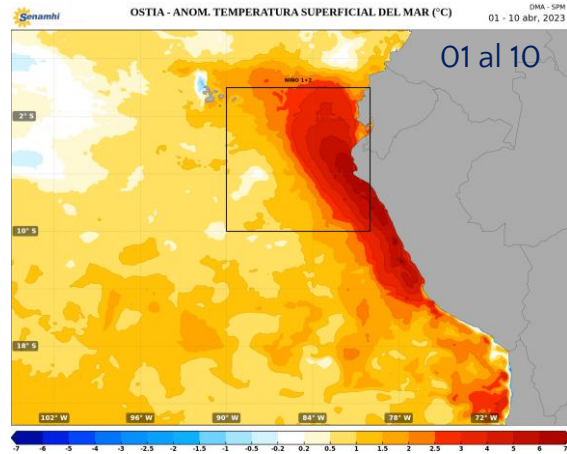 Senamhi
OSTIA - ANOM. TEMPERATURA SUPERFICIAL DEL MAR (°C)
DMA - SPM
01 - 10 abr, 2023
01 al 10
NIÑO 1+2
2° S
10° S
18° S
102° W 96° W 90° W 84° W 78° W 72° W
-7 -6 -5 -4 -3 -2.5 -2 -1.5 -1 -0.5 -0.2 0.2 0.5 1 1.5 2 2.5 3 4 5 6 7